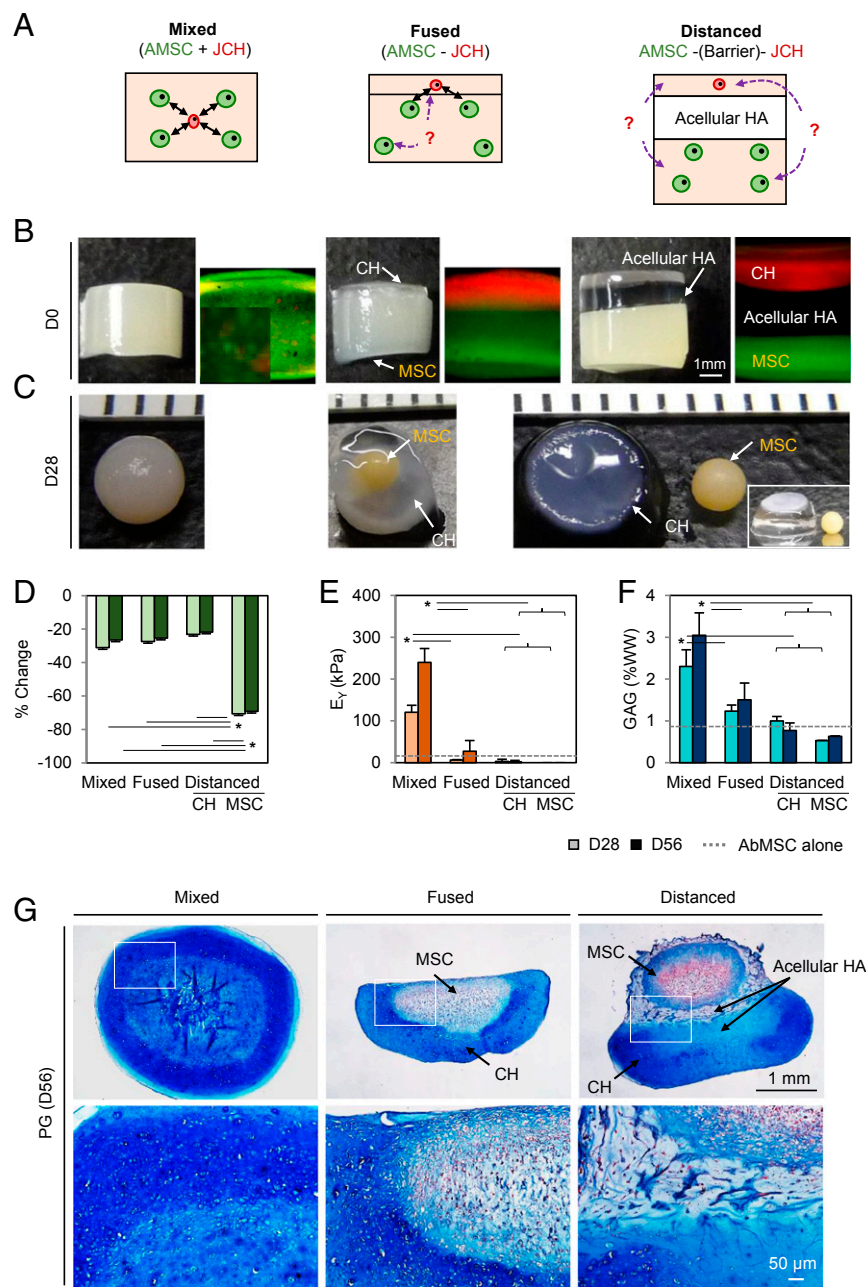 A
Mixed
(AMSC + JCH)
Fused
(AMSC - JCH)
Distanced
AMSC -(Barrier)- JCH
?
?
Acellular HA
?
B
D0
CH
MSC
Acellular HA
1mm
CH
Acellular HA
MSC
C
D28
MSC
CH
MSC
CH
D
% Change
0
-20
-40
-60
-80
-100
*
*
Mixed Fused Distanced
CH MSC
E
E_Y (kPa)
400
300
200
100
0
*
*
Mixed Fused Distanced
CH MSC
F
GAG (%WW)
4
3
2
1
0
*
*
Mixed Fused Distanced
CH MSC
D28 D56 AbMSC alone
G
Mixed
Fused
Distanced
PG (D56)
MSC
CH
MSC
Acellular HA
CH
1 mm
50 µm